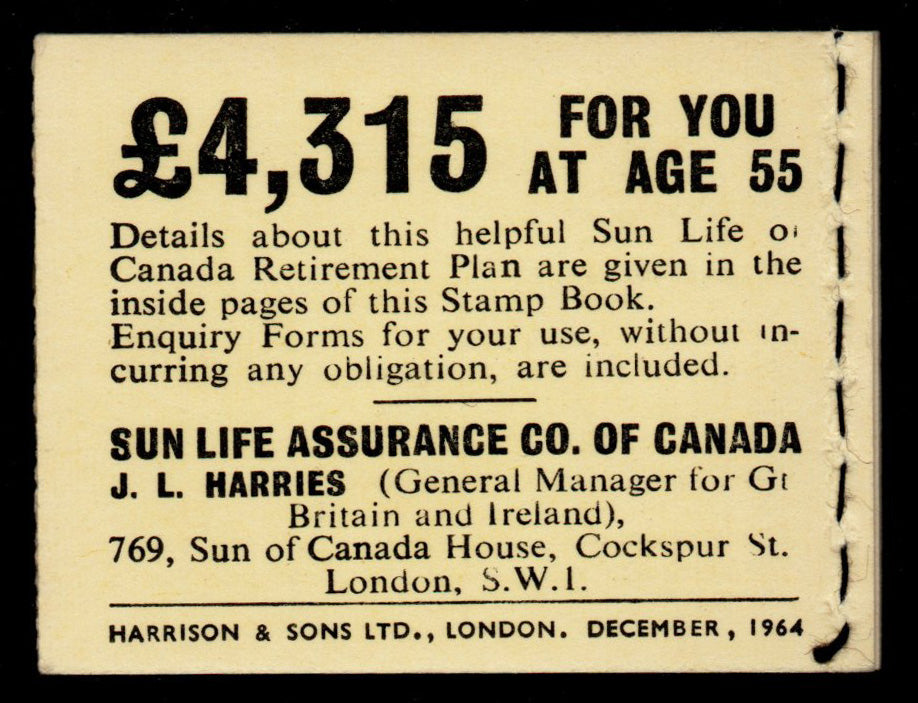 £4,315 FOR YOU
AT AGE 55
Details about this helpful Sun Life of
Canada Retirement Plan are given in the
inside pages of this Stamp Book.
Enquiry Forms for your use, without in-
curring any obligation, are included.
SUN LIFE ASSURANCE CO. OF CANADA
J. L. HARRIES (General Manager for Gt
Britain and Ireland),
769, Sun of Canada House, Cockspur St.
London, S.W.1.
HARRISON & SONS LTD., LONDON. DECEMBER, 1964